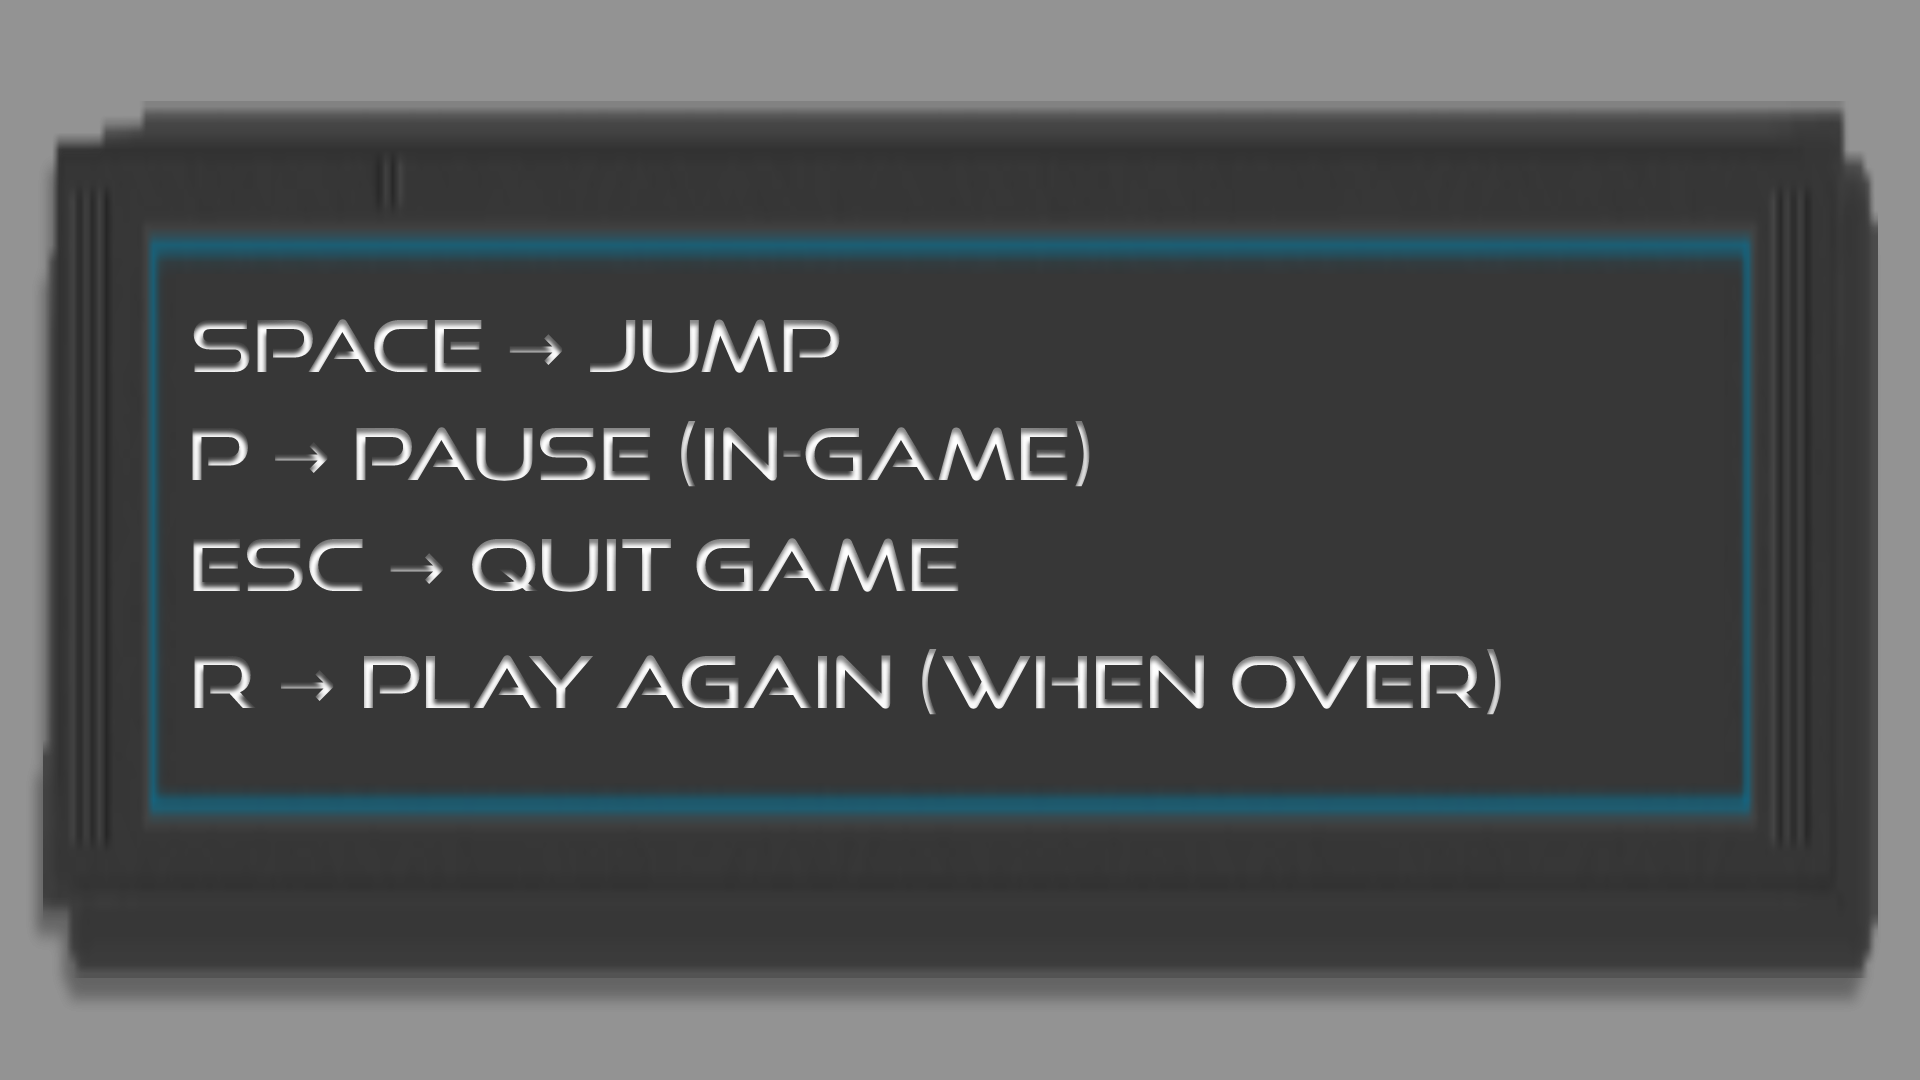 SPACE → JUMP
P → PAUSE (IN-GAME)
ESC → QUIT GAME
R → PLAY AGAIN (WHEN OVER)